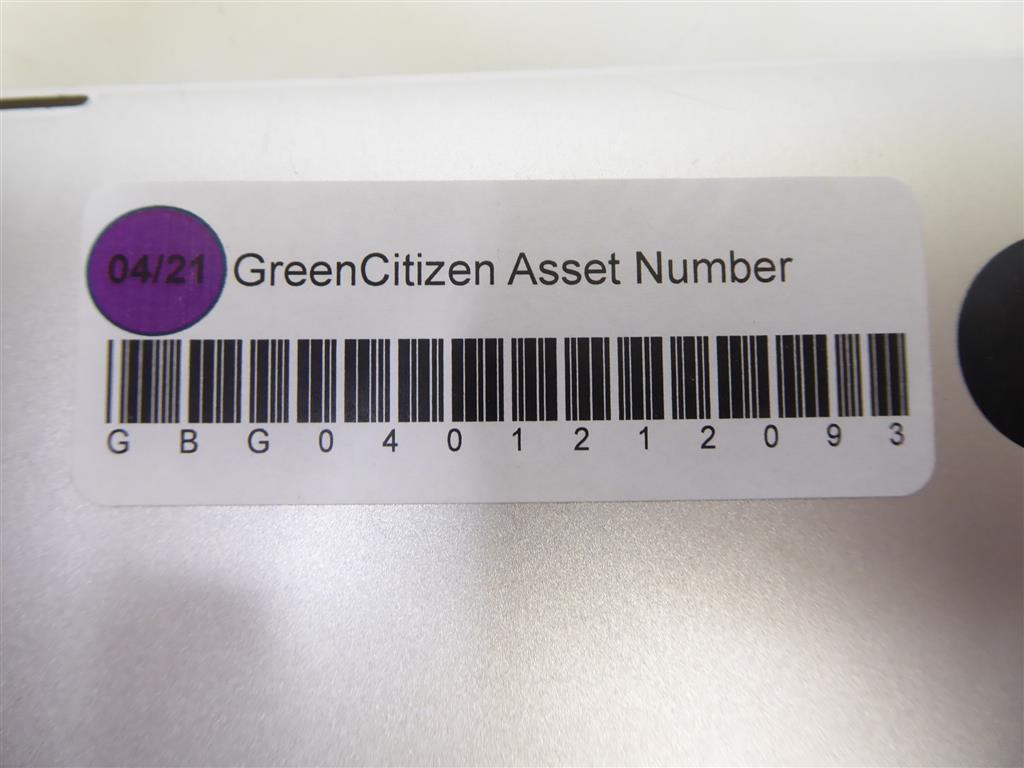 04/21 GreenCitizen Asset Number
G B G 0 4 0 1 2 1 2 0 9 3